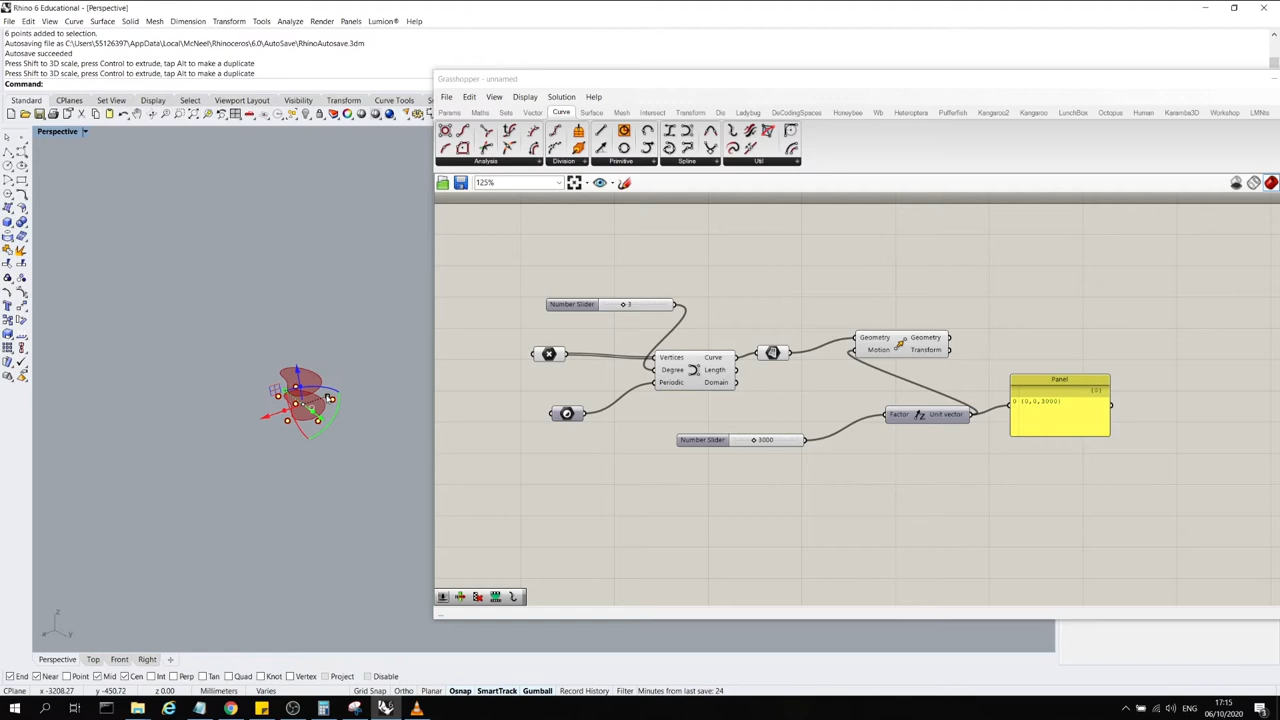 Rhino 6 Educational - [Perspective]
File Edit View Curve Surface Solid Mesh Dimension Transform Tools Analyze Render Panels Lumion® Help
6 points added to selection.
Autosaving file as C:\Users\55126397\AppData\Local\McNeel\Rhinoceros\6.0\AutoSave\RhinoAutosave.3dm
Autosave succeeded
Press Shift to 3D scale, press Control to extrude, tap Alt to make a duplicate
Press Shift to 3D scale, press Control to extrude, tap Alt to make a duplicate
Command:
Standard CPlanes Set View Display Select Viewport Layout Visibility Transform Curve Tools
Perspective
Grasshopper - unnamed
File Edit View Display Solution Help
Params Maths Sets Vector Curve Surface Mesh Intersect Transform Dis Ladybug DeCodingSpaces Honeybee Wb Heteroptera Pufferfish Kangaroo2 Kangaroo LunchBox Octopus Human Karamba3D Workshop LMNts
Analysis Division Primitive Spline Util
125%
Number Slider 3
Vertices Curve
Degree Length
Periodic Domain
Geometry Geometry
Motion Transform
Number Slider 3000
Factor Unit vector
Panel
{0}
0 {0,0,3000}
z
x y
Perspective Top Front Right
End Near Point Mid Cen Int Perp Tan Quad Knot Vertex Project Disable
CPlane x -3208.27 y -450.72 z 0.00 Millimeters Varies Grid Snap Ortho Planar Osnap SmartTrack Gumball Record History Filter Minutes from last save: 24
ENG
17:15
06/10/2020
3